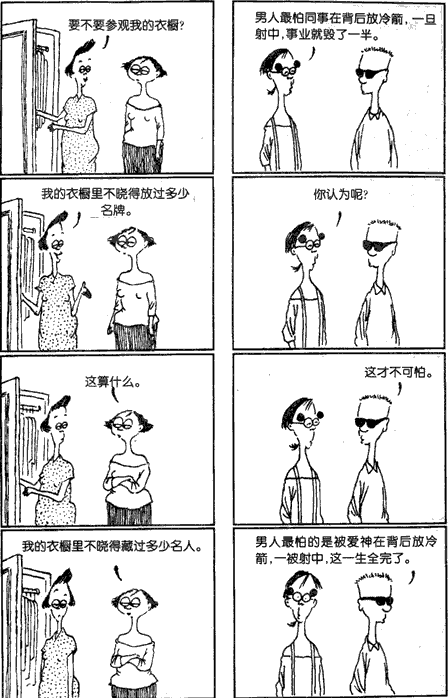 要不要参观我的衣橱?
我的衣橱里不晓得放过多少
名牌。
这算什么。
我的衣橱里不晓得藏过多少名人。
男人最怕同事在背后放冷箭,一旦
射中,事业就毁了一半。
你认为呢?
这才不可怕。
男人最怕的是被爱神在背后放冷
箭,一被射中,这一生全完了。